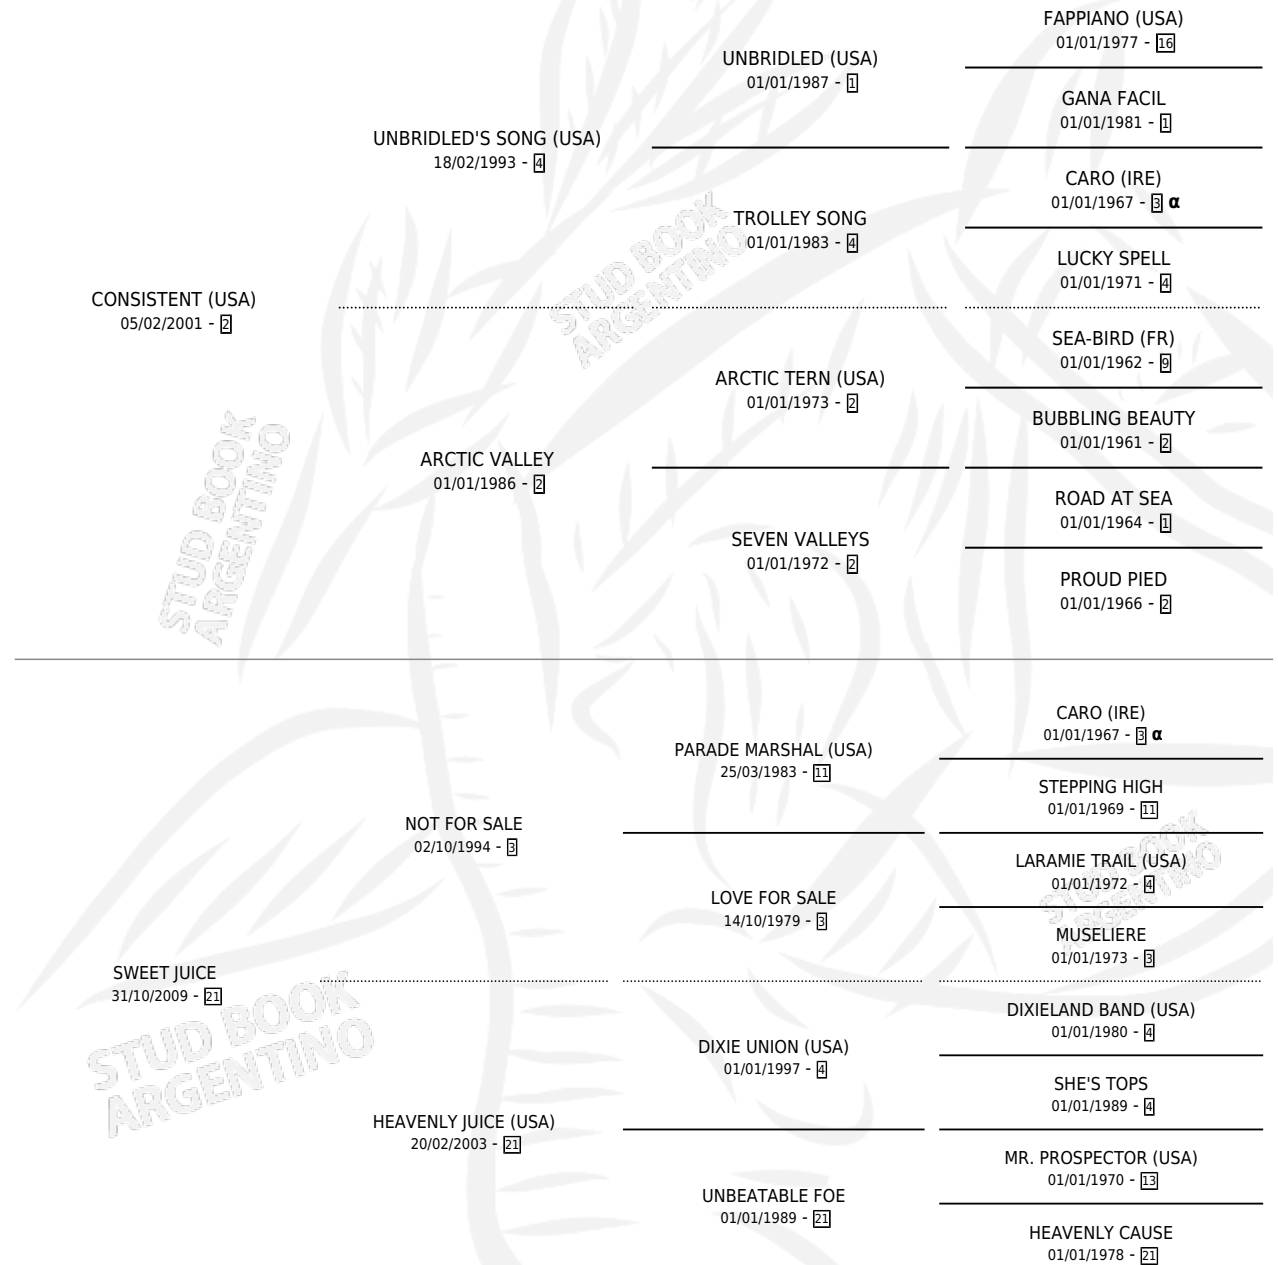 FAPPIANO (USA)
01/01/1977 - 16
UNBRIDLED (USA)
01/01/1987 - 1
GANA FACIL
01/01/1981 - 1
UNBRIDLED'S SONG (USA)
18/02/1993 - 4
CARO (IRE)
01/01/1967 - 3 α
TROLLEY SONG
01/01/1983 - 4
LUCKY SPELL
01/01/1971 - 4
STUD BOOK
ARGENTINO
CONSISTENT (USA)
05/02/2001 - 2
SEA-BIRD (FR)
01/01/1962 - 9
ARCTIC TERN (USA)
01/01/1973 - 2
BUBBLING BEAUTY
01/01/1961 - 2
ARCTIC VALLEY
01/01/1986 - 2
ROAD AT SEA
01/01/1964 - 1
SEVEN VALLEYS
01/01/1972 - 2
PROUD PIED
01/01/1966 - 2
STUD BOOK
ARGENTINO
CARO (IRE)
01/01/1967 - 3 α
PARADE MARSHAL (USA)
25/03/1983 - 11
STEPPING HIGH
01/01/1969 - 11
NOT FOR SALE
02/10/1994 - 3
LARAMIE TRAIL (USA)
01/01/1972 - 4
LOVE FOR SALE
14/10/1979 - 3
MUSELIERE
01/01/1973 - 3
STUD BOOK
ARGENTINO
SWEET JUICE
31/10/2009 - 21
DIXIELAND BAND (USA)
01/01/1980 - 4
DIXIE UNION (USA)
01/01/1997 - 4
SHE'S TOPS
01/01/1989 - 4
HEAVENLY JUICE (USA)
20/02/2003 - 21
MR. PROSPECTOR (USA)
01/01/1970 - 13
UNBEATABLE FOE
01/01/1989 - 21
HEAVENLY CAUSE
01/01/1978 - 21
STUD BOOK
ARGENTINO